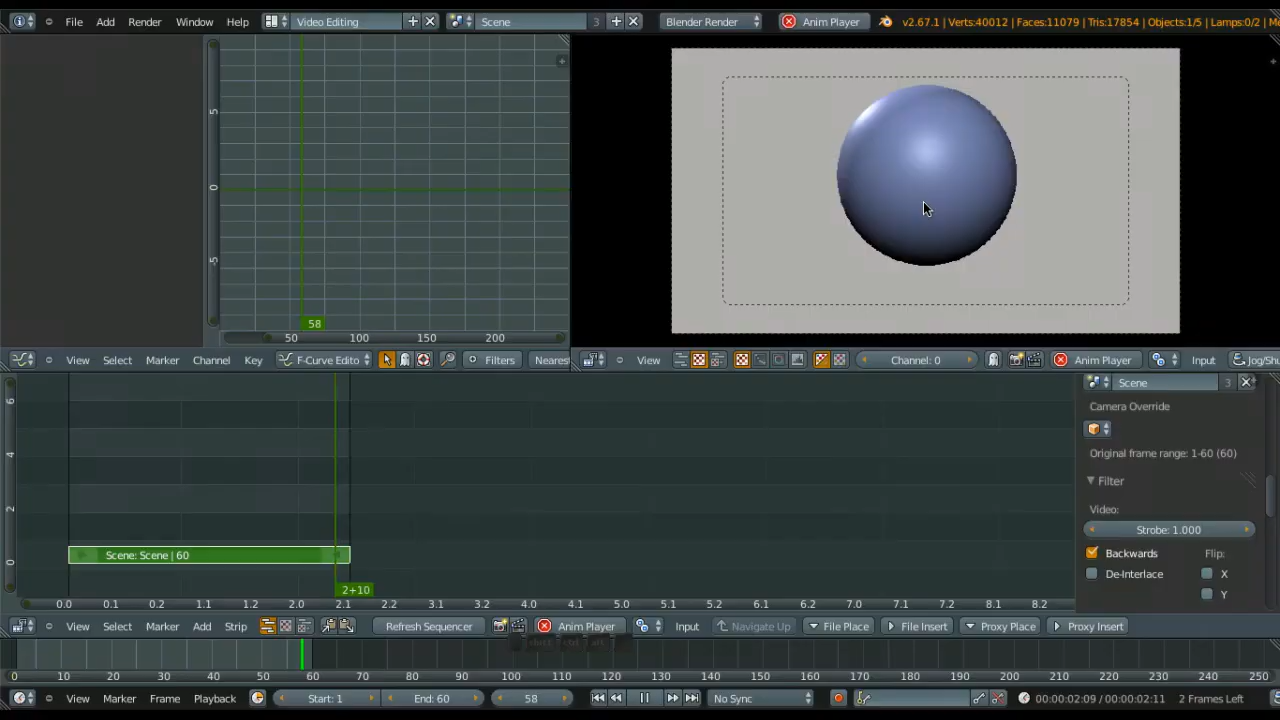 File Add Render Window Help Video Editing Scene 3 Blender Render Anim Player v2.67.1 | Verts:40012 | Faces:11079 | Tris:17854 | Objects:1/5 | Lamps:0/2 |
5
0
-5
58
50 100 150 200
View Select Marker Channel Key F-Curve Edito Filters Nearest
View Channel: 0 Anim Player Input Jog/Shu
6
4
2
0
Scene: Scene | 60
2+10
0.0 0.1 0.2 1.1 1.2 2.0 2.1 2.2 3.1 3.2 4.0 4.1 5.0 5.1 5.2 6.0 7.0 7.1 7.2 8.1 8.2
Scene 3
Camera Override
Original frame range: 1-60 (60)
Filter
Video:
Strobe: 1.000
Backwards Flip:
De-Interlace X
Y
View Select Marker Add Strip Refresh Sequencer Anim Player Input Navigate Up File Place File Insert Proxy Place Proxy Insert
0 10 20 30 40 50 60 70 80 90 100 110 120 130 140 150 160 170 180 190 200 210 220 230 240 250
View Marker Frame Playback Start: 1 End: 60 58 No Sync 00:00:02:09 / 00:00:02:11 2 Frames Left